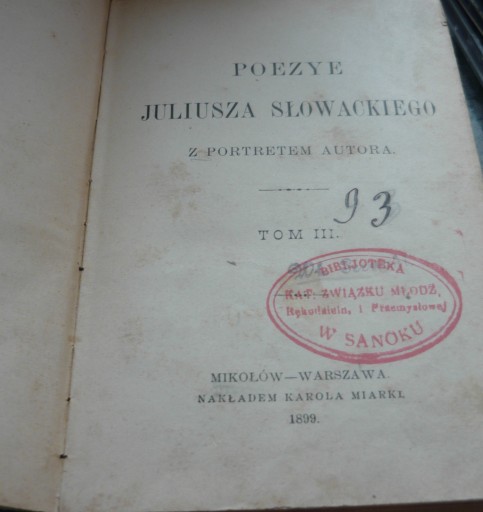 POEZYE
JULIUSZA SŁOWACKIEGO
Z PORTRETEM AUTORA.
93
TOM III.
BIBLJOTEKA
KAT. ZWIĄZKU MŁODZ.
Rękodzieln. i Przemysłowej
W SANOKU
MIKOŁÓW—WARSZAWA.
NAKŁADEM KAROLA MIARKI.
1899.